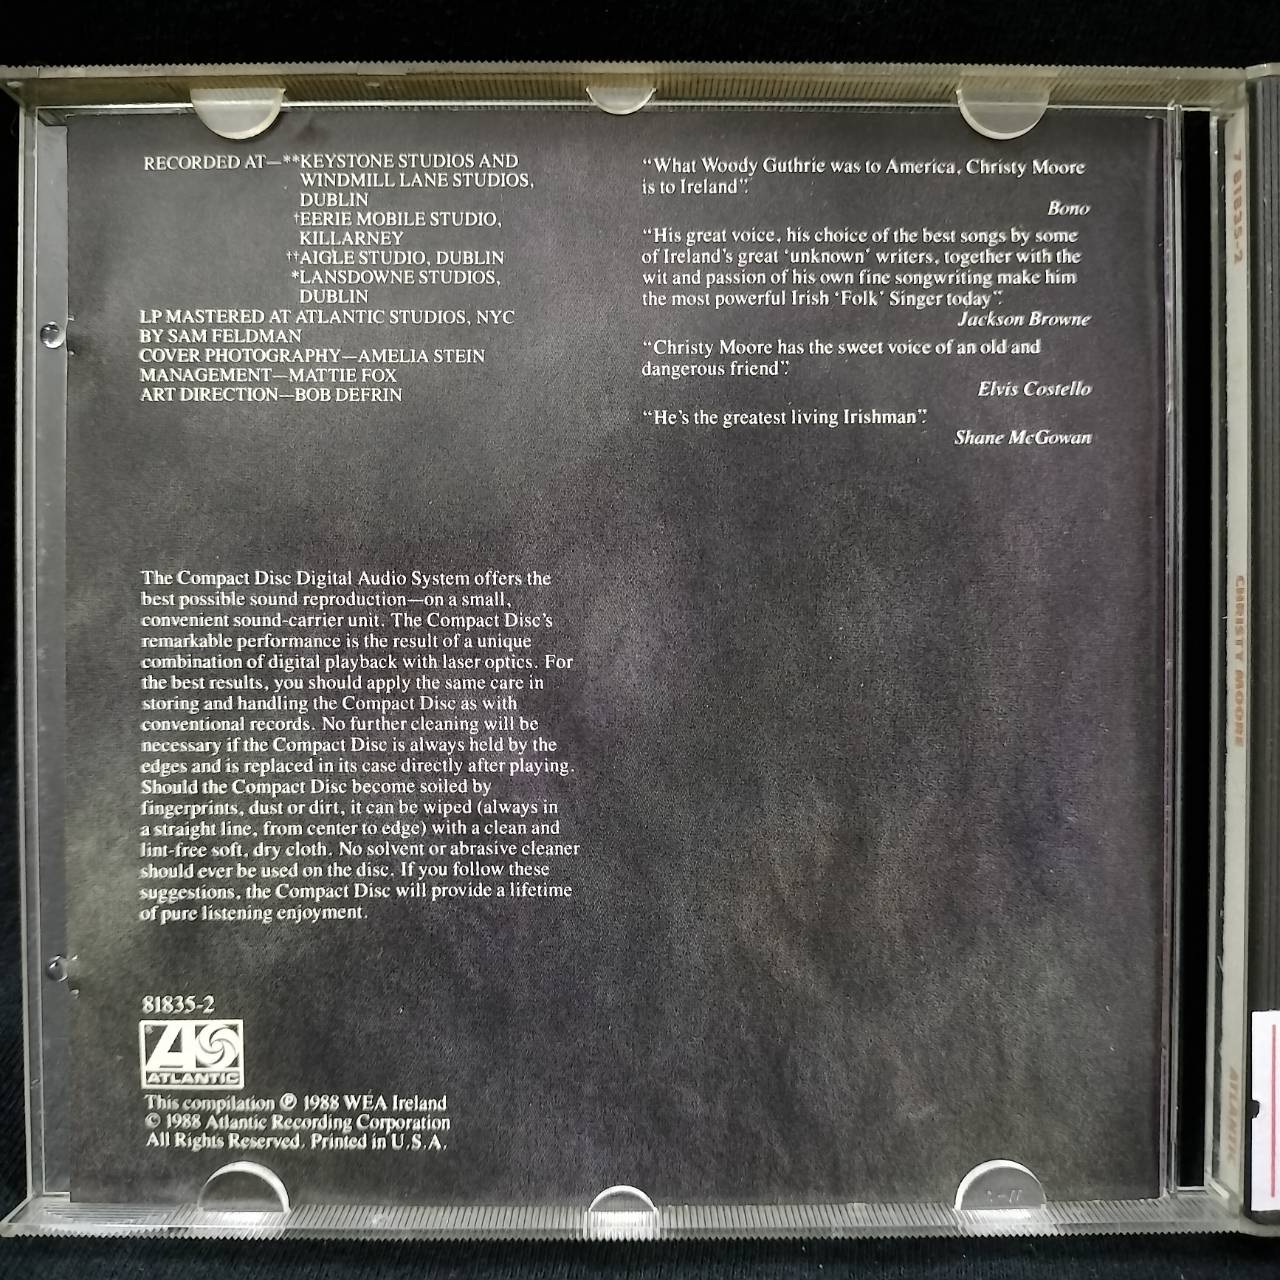 RECORDED AT—**KEYSTONE STUDIOS AND
WINDMILL LANE STUDIOS,
DUBLIN
†EERIE MOBILE STUDIO,
KILLARNEY
††AIGLE STUDIO, DUBLIN
*LANSDOWNE STUDIOS,
DUBLIN
LP MASTERED AT ATLANTIC STUDIOS, NYC
BY SAM FELDMAN
COVER PHOTOGRAPHY—AMELIA STEIN
MANAGEMENT—MATTIE FOX
ART DIRECTION—BOB DEFRIN
“What Woody Guthrie was to America, Christy Moore
is to Ireland”.
Bono
“His great voice, his choice of the best songs by some
of Ireland's great ‘unknown’ writers, together with the
wit and passion of his own fine songwriting make him
the most powerful Irish ‘Folk’ Singer today”.
Jackson Browne
“Christy Moore has the sweet voice of an old and
dangerous friend”.
Elvis Costello
“He's the greatest living Irishman”.
Shane McGowan
The Compact Disc Digital Audio System offers the
best possible sound reproduction—on a small,
convenient sound-carrier unit. The Compact Disc's
remarkable performance is the result of a unique
combination of digital playback with laser optics. For
the best results, you should apply the same care in
storing and handling the Compact Disc as with
conventional records. No further cleaning will be
necessary if the Compact Disc is always held by the
edges and is replaced in its case directly after playing.
Should the Compact Disc become soiled by
fingerprints, dust or dirt, it can be wiped (always in
a straight line, from center to edge) with a clean and
lint-free soft, dry cloth. No solvent or abrasive cleaner
should ever be used on the disc. If you follow these
suggestions, the Compact Disc will provide a lifetime
of pure listening enjoyment.
81835-2
ATLANTIC
This compilation ℗ 1988 WEA Ireland
© 1988 Atlantic Recording Corporation
All Rights Reserved. Printed in U.S.A.
7 81835-2
CHRISTY MOORE
ATLANTIC